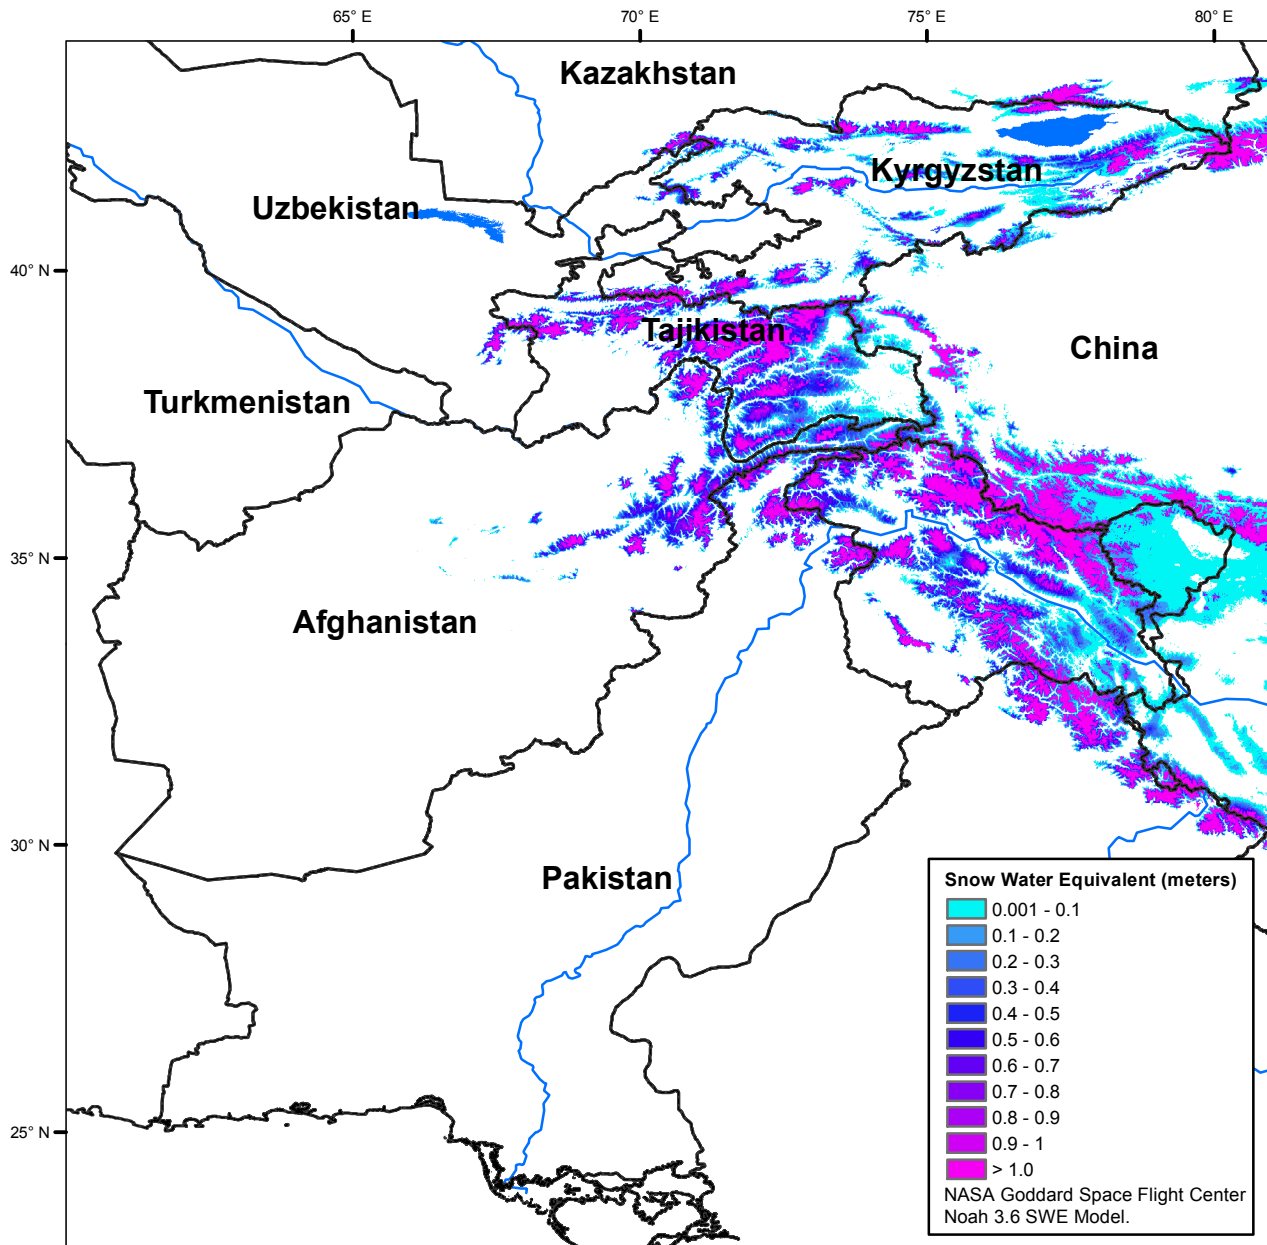 65° E
70° E
75° E
80° E
Kazakhstan
Kyrgyzstan
Uzbekistan
40° N
Tajikistan
China
Turkmenistan
35° N
Afghanistan
30° N
Pakistan
25° N
Snow Water Equivalent (meters)
0.001 - 0.1
0.1 - 0.2
0.2 - 0.3
0.3 - 0.4
0.4 - 0.5
0.5 - 0.6
0.6 - 0.7
0.7 - 0.8
0.8 - 0.9
0.9 - 1
> 1.0
NASA Goddard Space Flight Center
Noah 3.6 SWE Model.